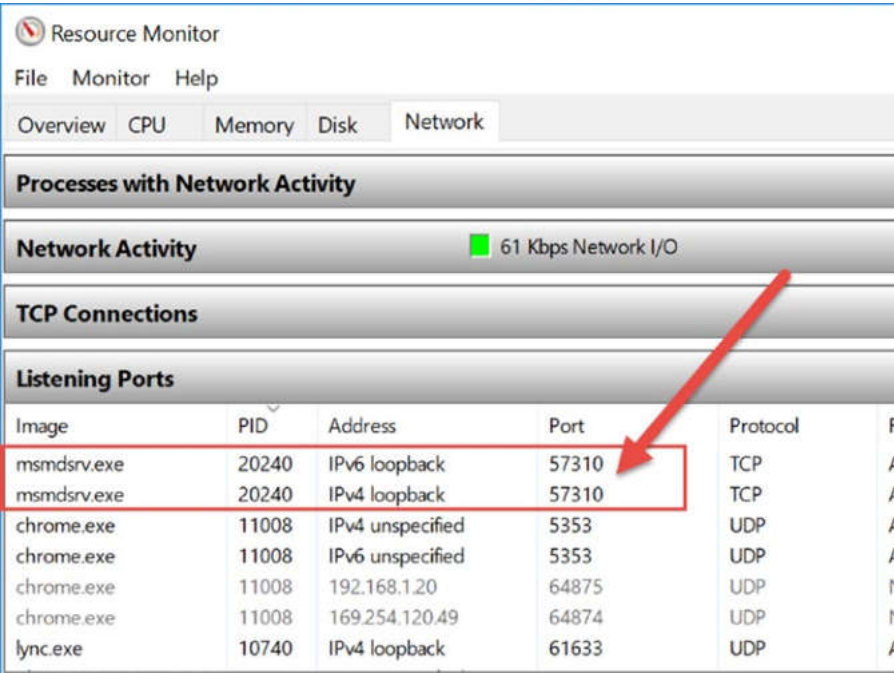 Resource Monitor
File Monitor Help
Overview CPU Memory Disk Network
Processes with Network Activity
Network Activity 61 Kbps Network I/O
TCP Connections
Listening Ports
Image PID Address Port Protocol
msmdsrv.exe 20240 IPv6 loopback 57310 TCP
msmdsrv.exe 20240 IPv4 loopback 57310 TCP
chrome.exe 11008 IPv4 unspecified 5353 UDP
chrome.exe 11008 IPv6 unspecified 5353 UDP
chrome.exe 11008 192.168.1.20 64875 UDP
chrome.exe 11008 169.254.120.49 64874 UDP
lync.exe 10740 IPv4 loopback 61633 UDP